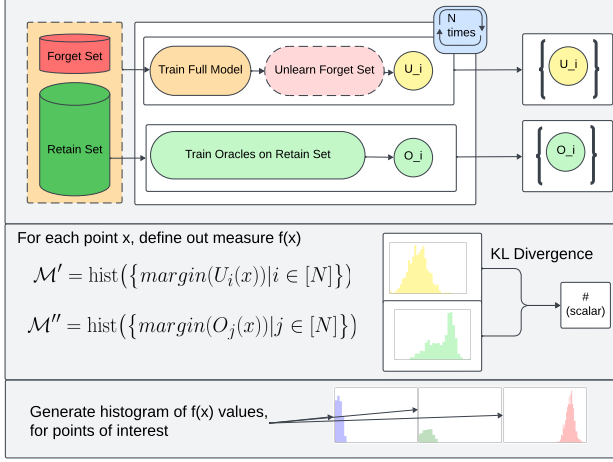 N
times
Forget Set
Train Full Model
Unlearn Forget Set
U_i
{ U_i }
Retain Set
Train Oracles on Retain Set
O_i
{ O_i }
For each point x, define out measure f(x)
ℳ′ = hist({margin(U_i(x))|i ∈ [N]})
ℳ″ = hist({margin(O_j(x))|j ∈ [N]})
KL Divergence
#
(scalar)
Generate histogram of f(x) values,
for points of interest